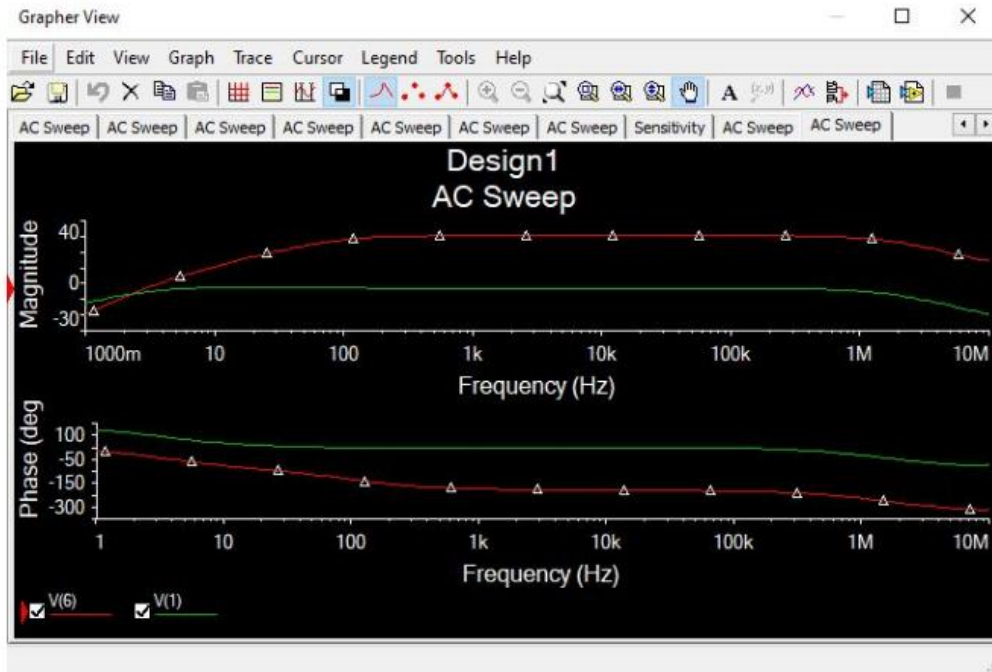 Grapher View
File Edit View Graph Trace Cursor Legend Tools Help
A
AC Sweep AC Sweep AC Sweep AC Sweep AC Sweep AC Sweep AC Sweep Sensitivity AC Sweep AC Sweep
Design1
AC Sweep
Magnitude
40
0
-30
1000m 10 100 1k 10k 100k 1M 10M
Frequency (Hz)
Phase (deg
100
-50
-150
-300
1 10 100 1k 10k 100k 1M 10M
Frequency (Hz)
V(6) V(1)